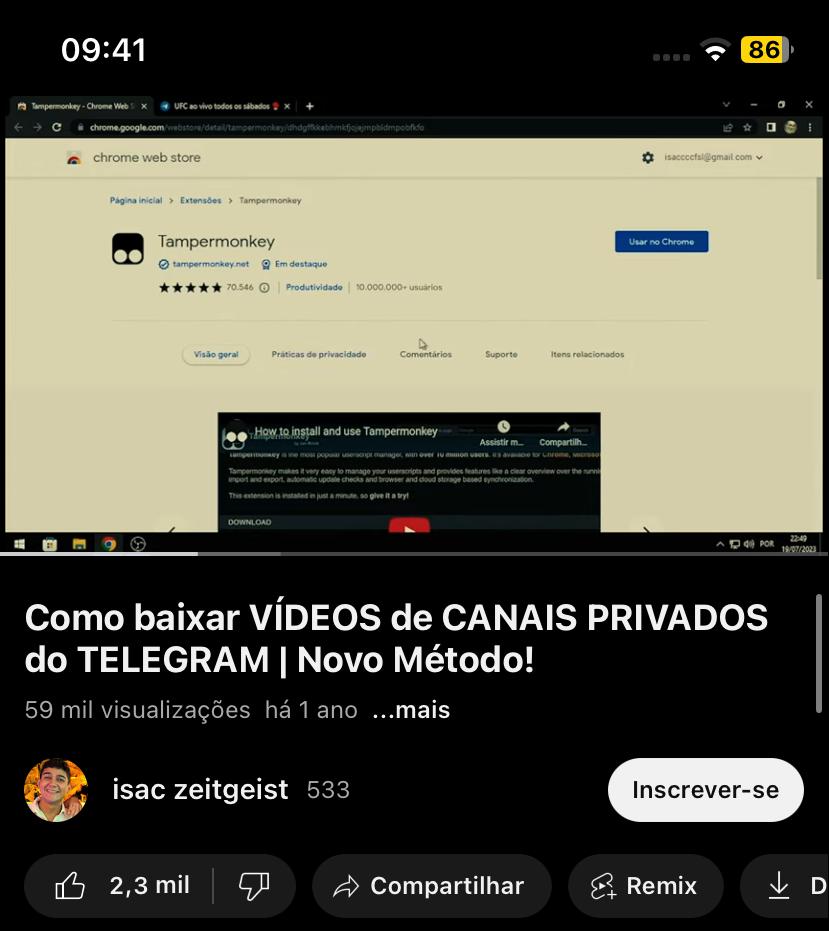 09:41
86
Tampermonkey - Chrome Web S
UFC ao vivo todos os sábados
chrome.google.com/webstore/detail/tampermonkey/dhdgffkkebhmkfjojejmpbldmpobfkfo
chrome web store
isaccccfsl@gmail.com
Página inicial > Extensões > Tampermonkey
Tampermonkey
Usar no Chrome
tampermonkey.net Em destaque
70.546 Produtividade 10.000.000+ usuários
Visão geral Práticas de privacidade Comentários Suporte Itens relacionados
How to install and use Tampermonkey
Assistir m... Compartilh...
Tampermonkey is the most popular userscript manager, with over 10 million users. It's available for Chrome, Microsof
Tampermonkey makes it very easy to manage your userscripts and provides features like a clear overview over the runnin
import and export, automatic update checks and browser and cloud storage based synchronization.
This extension is installed in just a minute, so give it a try!
DOWNLOAD
POR
22:49
19/07/2023
Como baixar VÍDEOS de CANAIS PRIVADOS
do TELEGRAM | Novo Método!
59 mil visualizações há 1 ano ...mais
isac zeitgeist 533
Inscrever-se
2,3 mil
Compartilhar
Remix
D